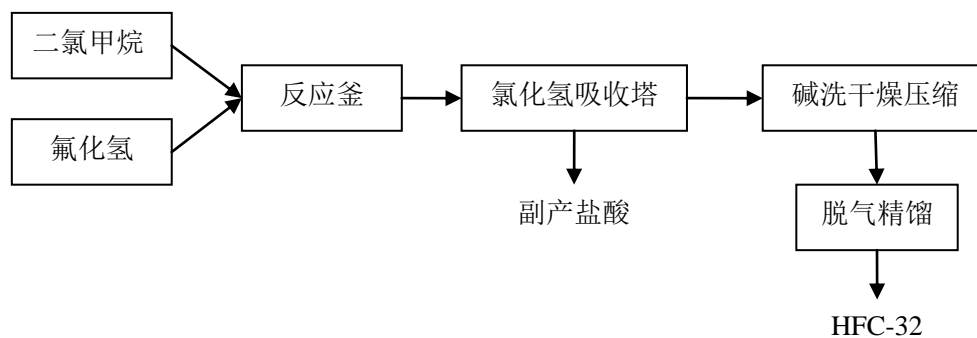 二氯甲烷
氟化氢
反应釜
氯化氢吸收塔
碱洗干燥压缩
副产盐酸
脱气精馏
HFC-32